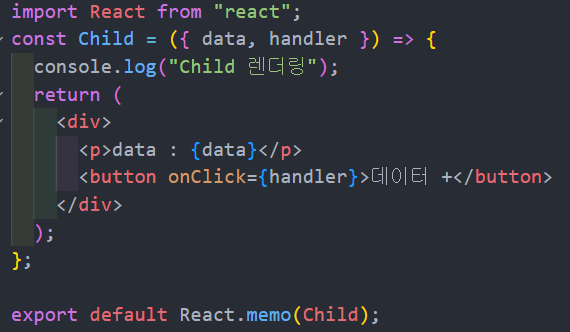 import React from "react";
const Child = ({ data, handler }) => {
  console.log("Child 렌더링");
  return (
    <div>
      <p>data : {data}</p>
      <button onClick={handler}>데이터 +</button>
    </div>
  );
};

export default React.memo(Child);